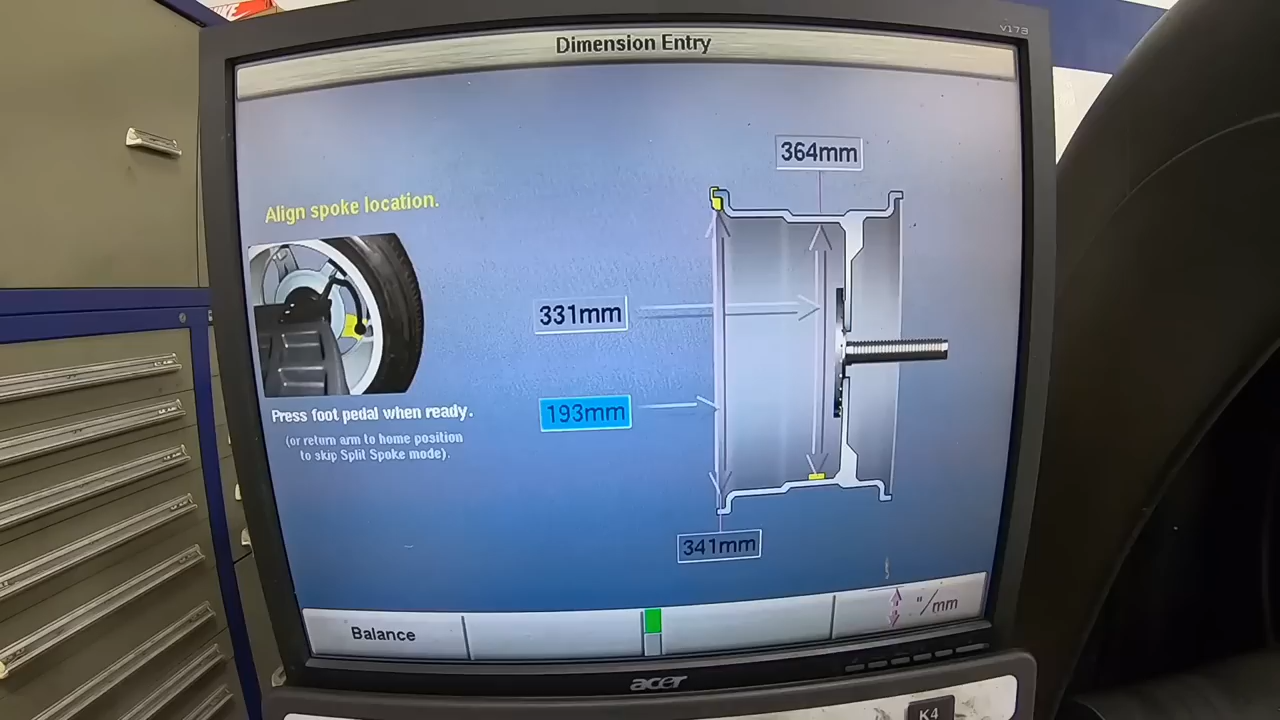 NIKE
V173
Dimension Entry
364mm
Align spoke location.
331mm
Press foot pedal when ready.
193mm
(or return arm to home position
to skip Split Spoke mode).
341mm
"/mm
Balance
acer
K4